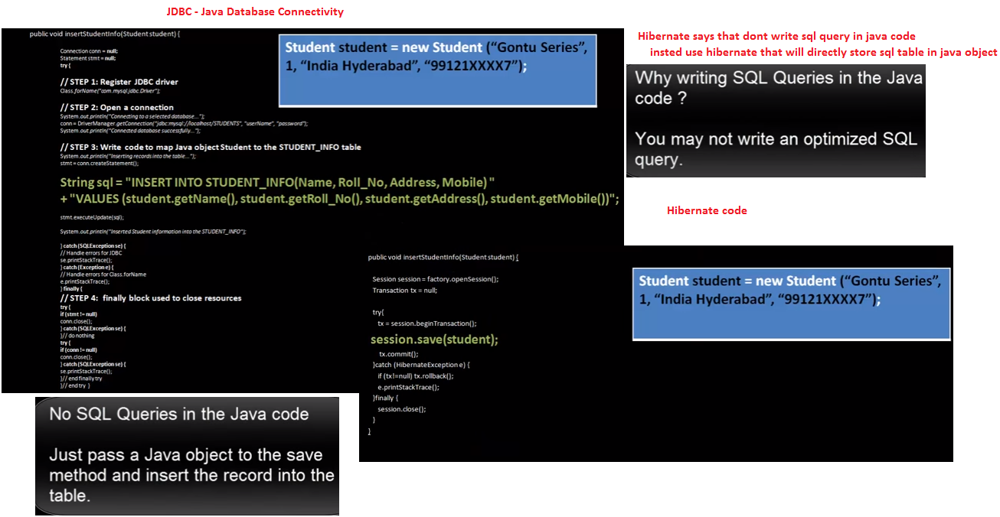 JDBC - Java Database Connectivity
public void insertStudentInfo(Student student) {
Connection conn = null;
Statement stmt = null;
try {
// STEP 1: Register JDBC driver
Class.forName("com.mysql.jdbc.Driver");
// STEP 2: Open a connection
System.out.println("Connecting to a selected database...");
conn = DriverManager.getConnection("jdbc:mysql://localhost/STUDENTS", "userName", "password");
System.out.println("Connected database successfully...");
// STEP 3: Write code to map Java object Student to the STUDENT_INFO table
System.out.println("Inserting records into the table...");
stmt = conn.createStatement();
String sql = "INSERT INTO STUDENT_INFO(Name, Roll_No, Address, Mobile) "
+ "VALUES (student.getName(), student.getRoll_No(), student.getAddress(), student.getMobile())";
stmt.executeUpdate(sql);
System.out.println("Inserted Student information into the STUDENT_INFO");
} catch (SQLException se) {
// Handle errors for JDBC
se.printStackTrace();
} catch (Exception e) {
// Handle errors for Class.forName
e.printStackTrace();
} finally {
// STEP 4: finally block used to close resources
try {
if (stmt != null)
conn.close();
} catch (SQLException se) {
}// do nothing
try {
if (conn != null)
conn.close();
} catch (SQLException se) {
se.printStackTrace();
}// end finally try
}// end try }
Student student = new Student (“Gontu Series”,
1, “India Hyderabad”, “99121XXXX7”);
Hibernate says that dont write sql query in java code
insted use hibernate that will directly store sql table in java object
Why writing SQL Queries in the Java
code ?
You may not write an optimized SQL
query.
Hibernate code
public void insertStudentInfo(Student student) {
Session session = factory.openSession();
Transaction tx = null;
try{
tx = session.beginTransaction();
session.save(student);
tx.commit();
}catch (HibernateException e) {
if (tx!=null) tx.rollback();
e.printStackTrace();
}finally {
session.close();
}
}
Student student = new Student (“Gontu Series”,
1, “India Hyderabad”, “99121XXXX7”);
No SQL Queries in the Java code
Just pass a Java object to the save
method and insert the record into the
table.